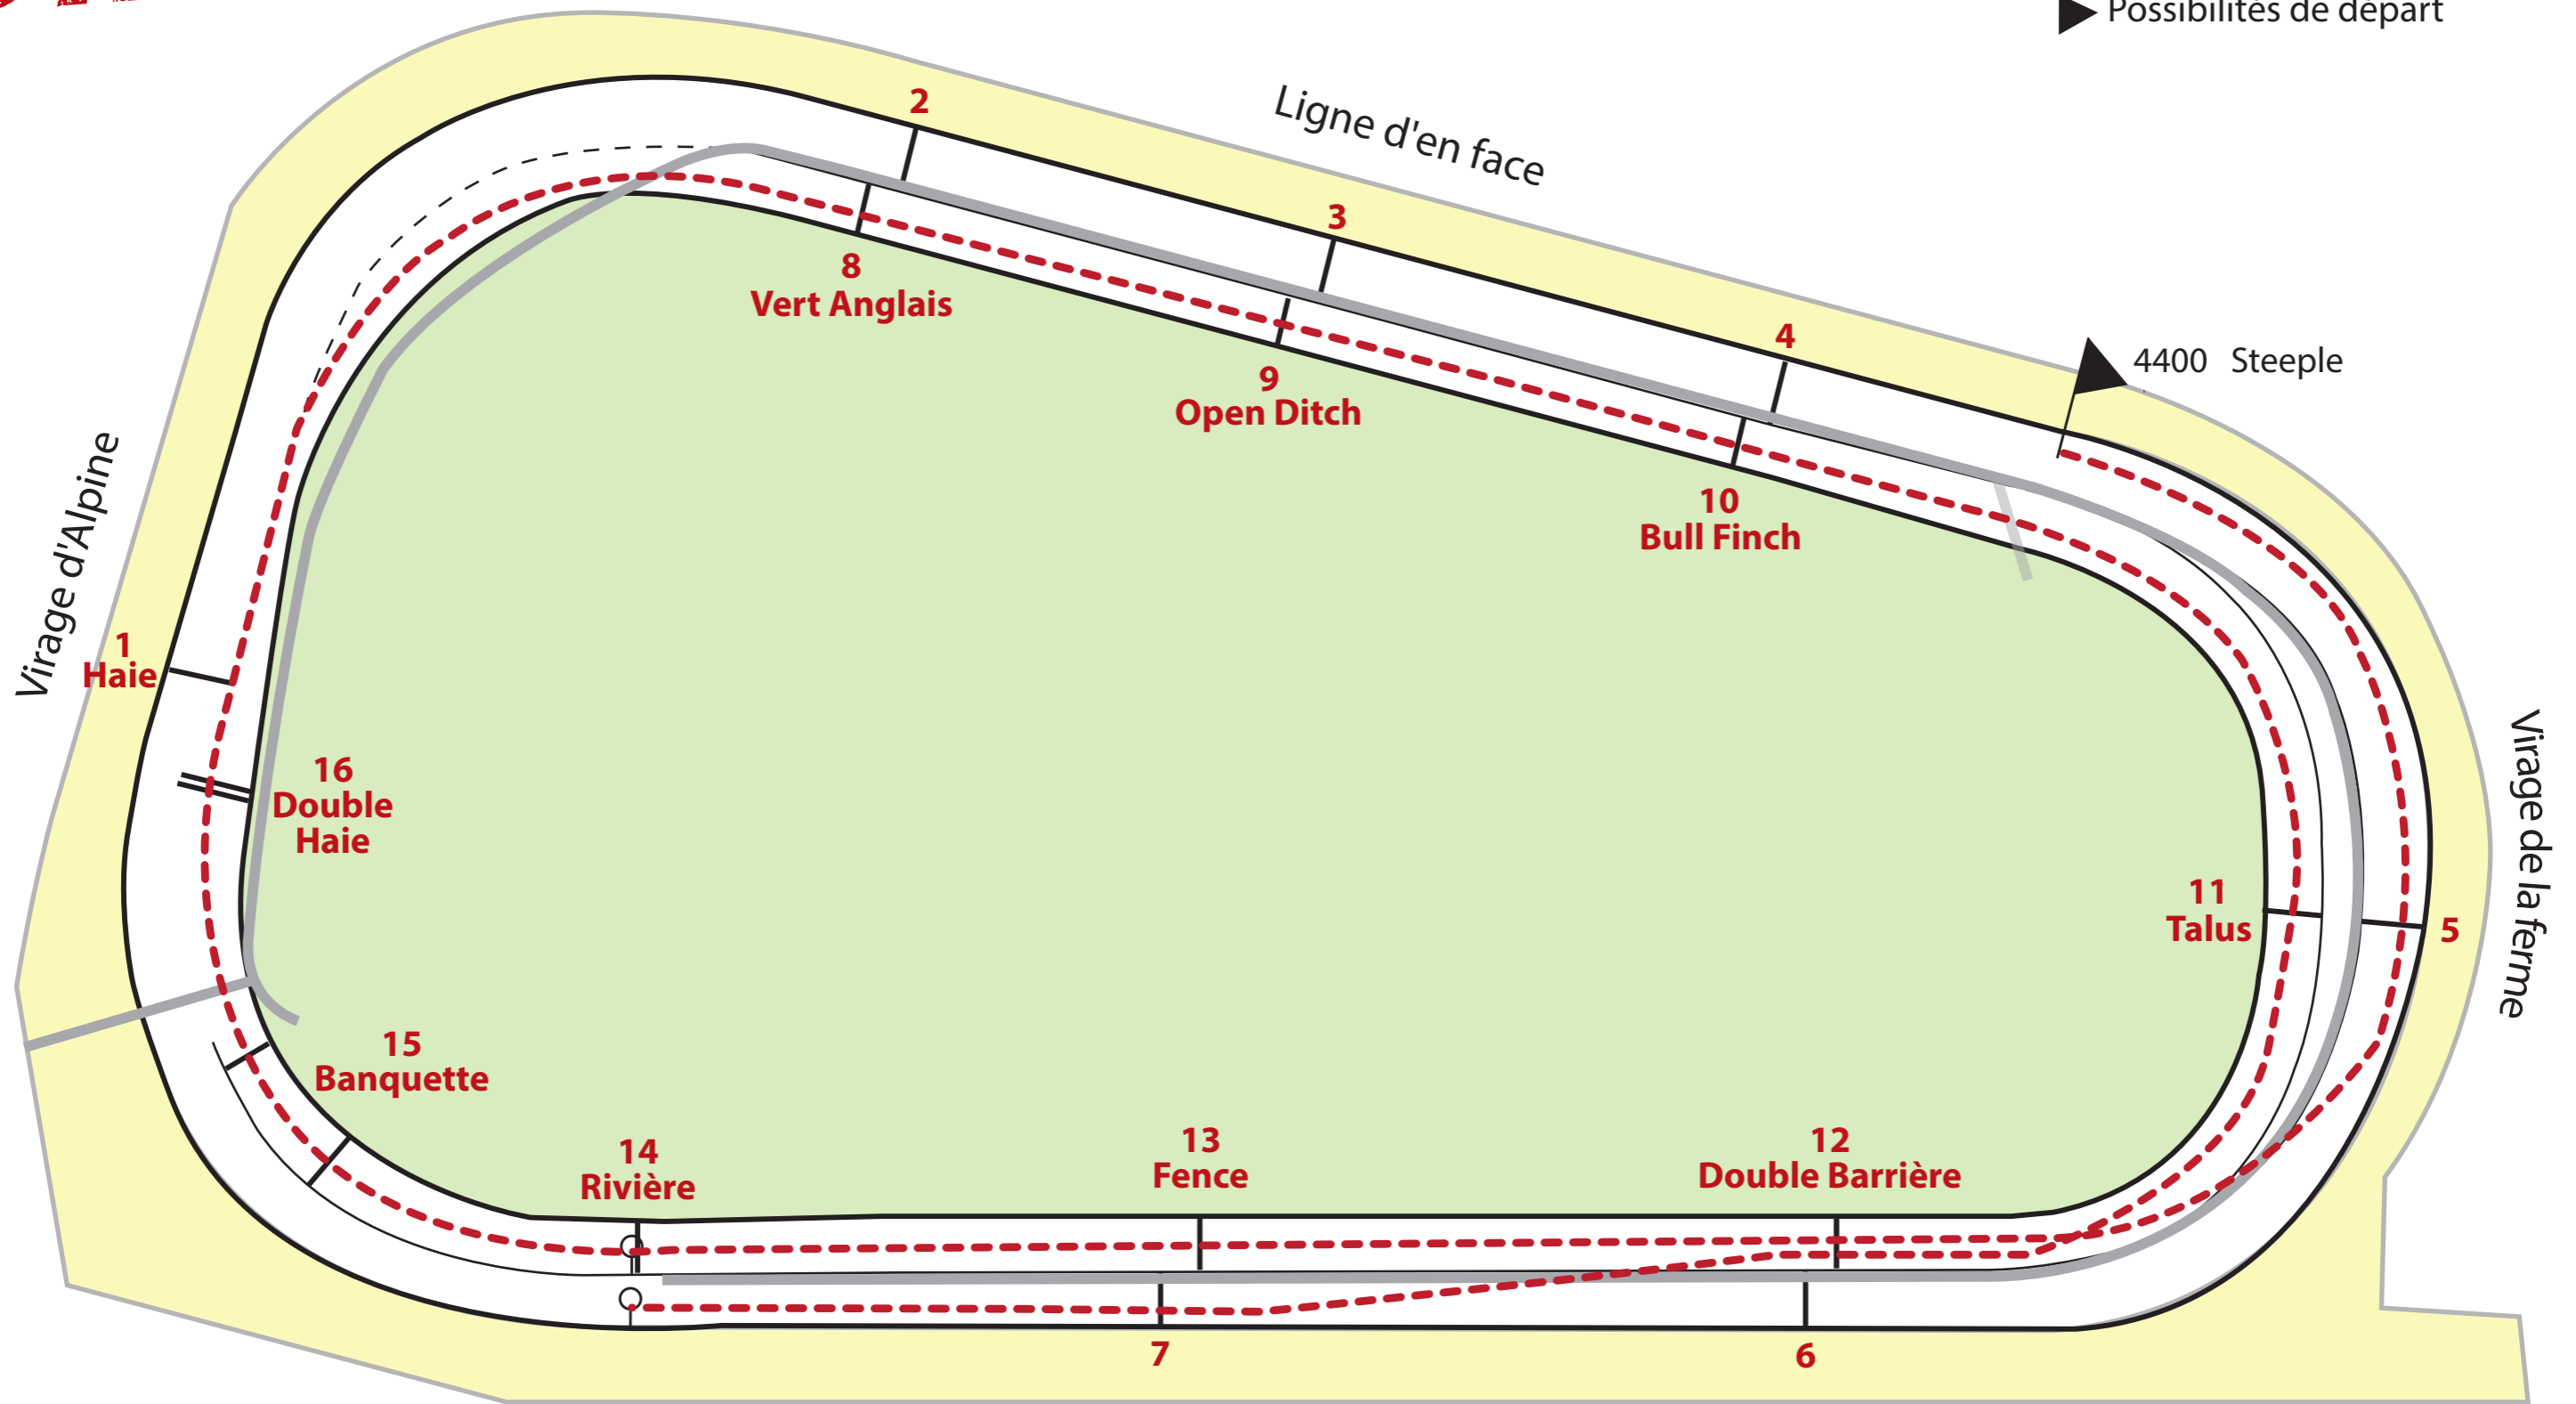 Possibilités de départ
2
Ligne d'en face
3
4
4400 Steeple
8
Vert Anglais
9
Open Ditch
10
Bull Finch
Virage d'Alpine
1
Haie
16
Double
Haie
Virage de la ferme
11
Talus
5
15
Banquette
14
Rivière
13
Fence
12
Double Barrière
7
6